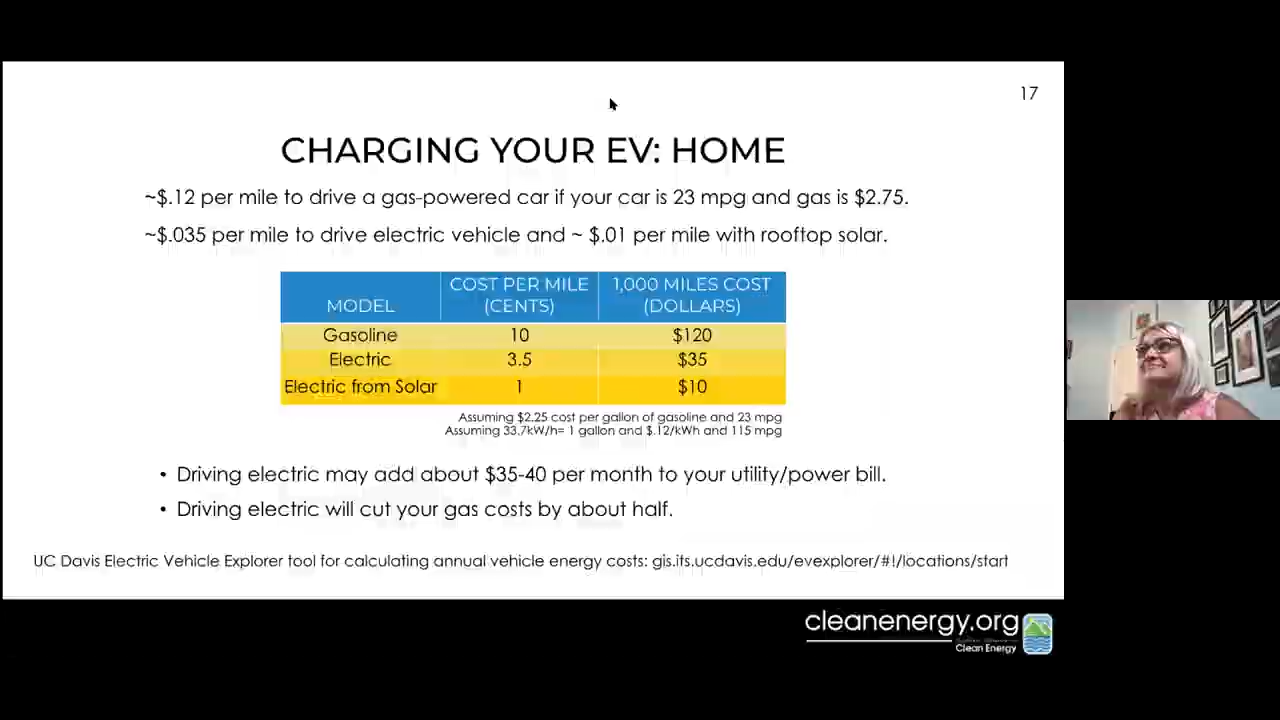 17
CHARGING YOUR EV: HOME
~$.12 per mile to drive a gas-powered car if your car is 23 mpg and gas is $2.75.
~$.035 per mile to drive electric vehicle and ~ $.01 per mile with rooftop solar.
MODEL COST PER MILE (CENTS) 1,000 MILES COST (DOLLARS)
Gasoline 10 $120
Electric 3.5 $35
Electric from Solar 1 $10
Assuming $2.25 cost per gallon of gasoline and 23 mpg
Assuming 33.7kW/h= 1 gallon and $.12/kWh and 115 mpg
• Driving electric may add about $35-40 per month to your utility/power bill.
• Driving electric will cut your gas costs by about half.
UC Davis Electric Vehicle Explorer tool for calculating annual vehicle energy costs: gis.its.ucdavis.edu/evexplorer/#!/locations/start
cleanenergy.org
Clean Energy